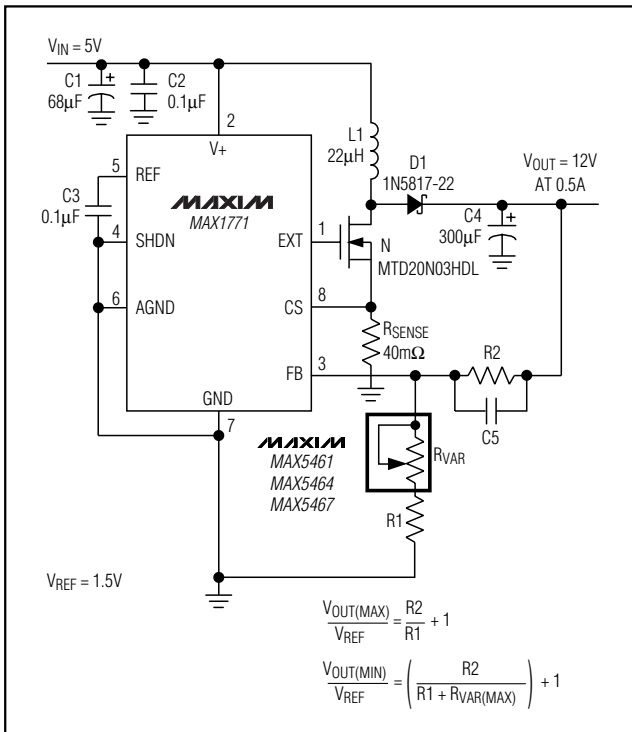 V_IN = 5V
C1
68µF
C2
0.1µF
2
V+
L1
22µH
D1
1N5817-22
V_OUT = 12V
AT 0.5A
5
REF
MAXIM
MAX1771
C3
0.1µF
4
SHDN
EXT
1
N
MTD20N03HDL
C4
300µF
6
AGND
CS
8
R_SENSE
40mΩ
FB
3
R2
C5
GND
7
MAXIM
MAX5461
MAX5464
MAX5467
R_VAR
R1
V_REF = 1.5V
V_OUT(MAX)/V_REF = R2/R1 + 1
V_OUT(MIN)/V_REF = (R2/(R1 + R_VAR(MAX))) + 1